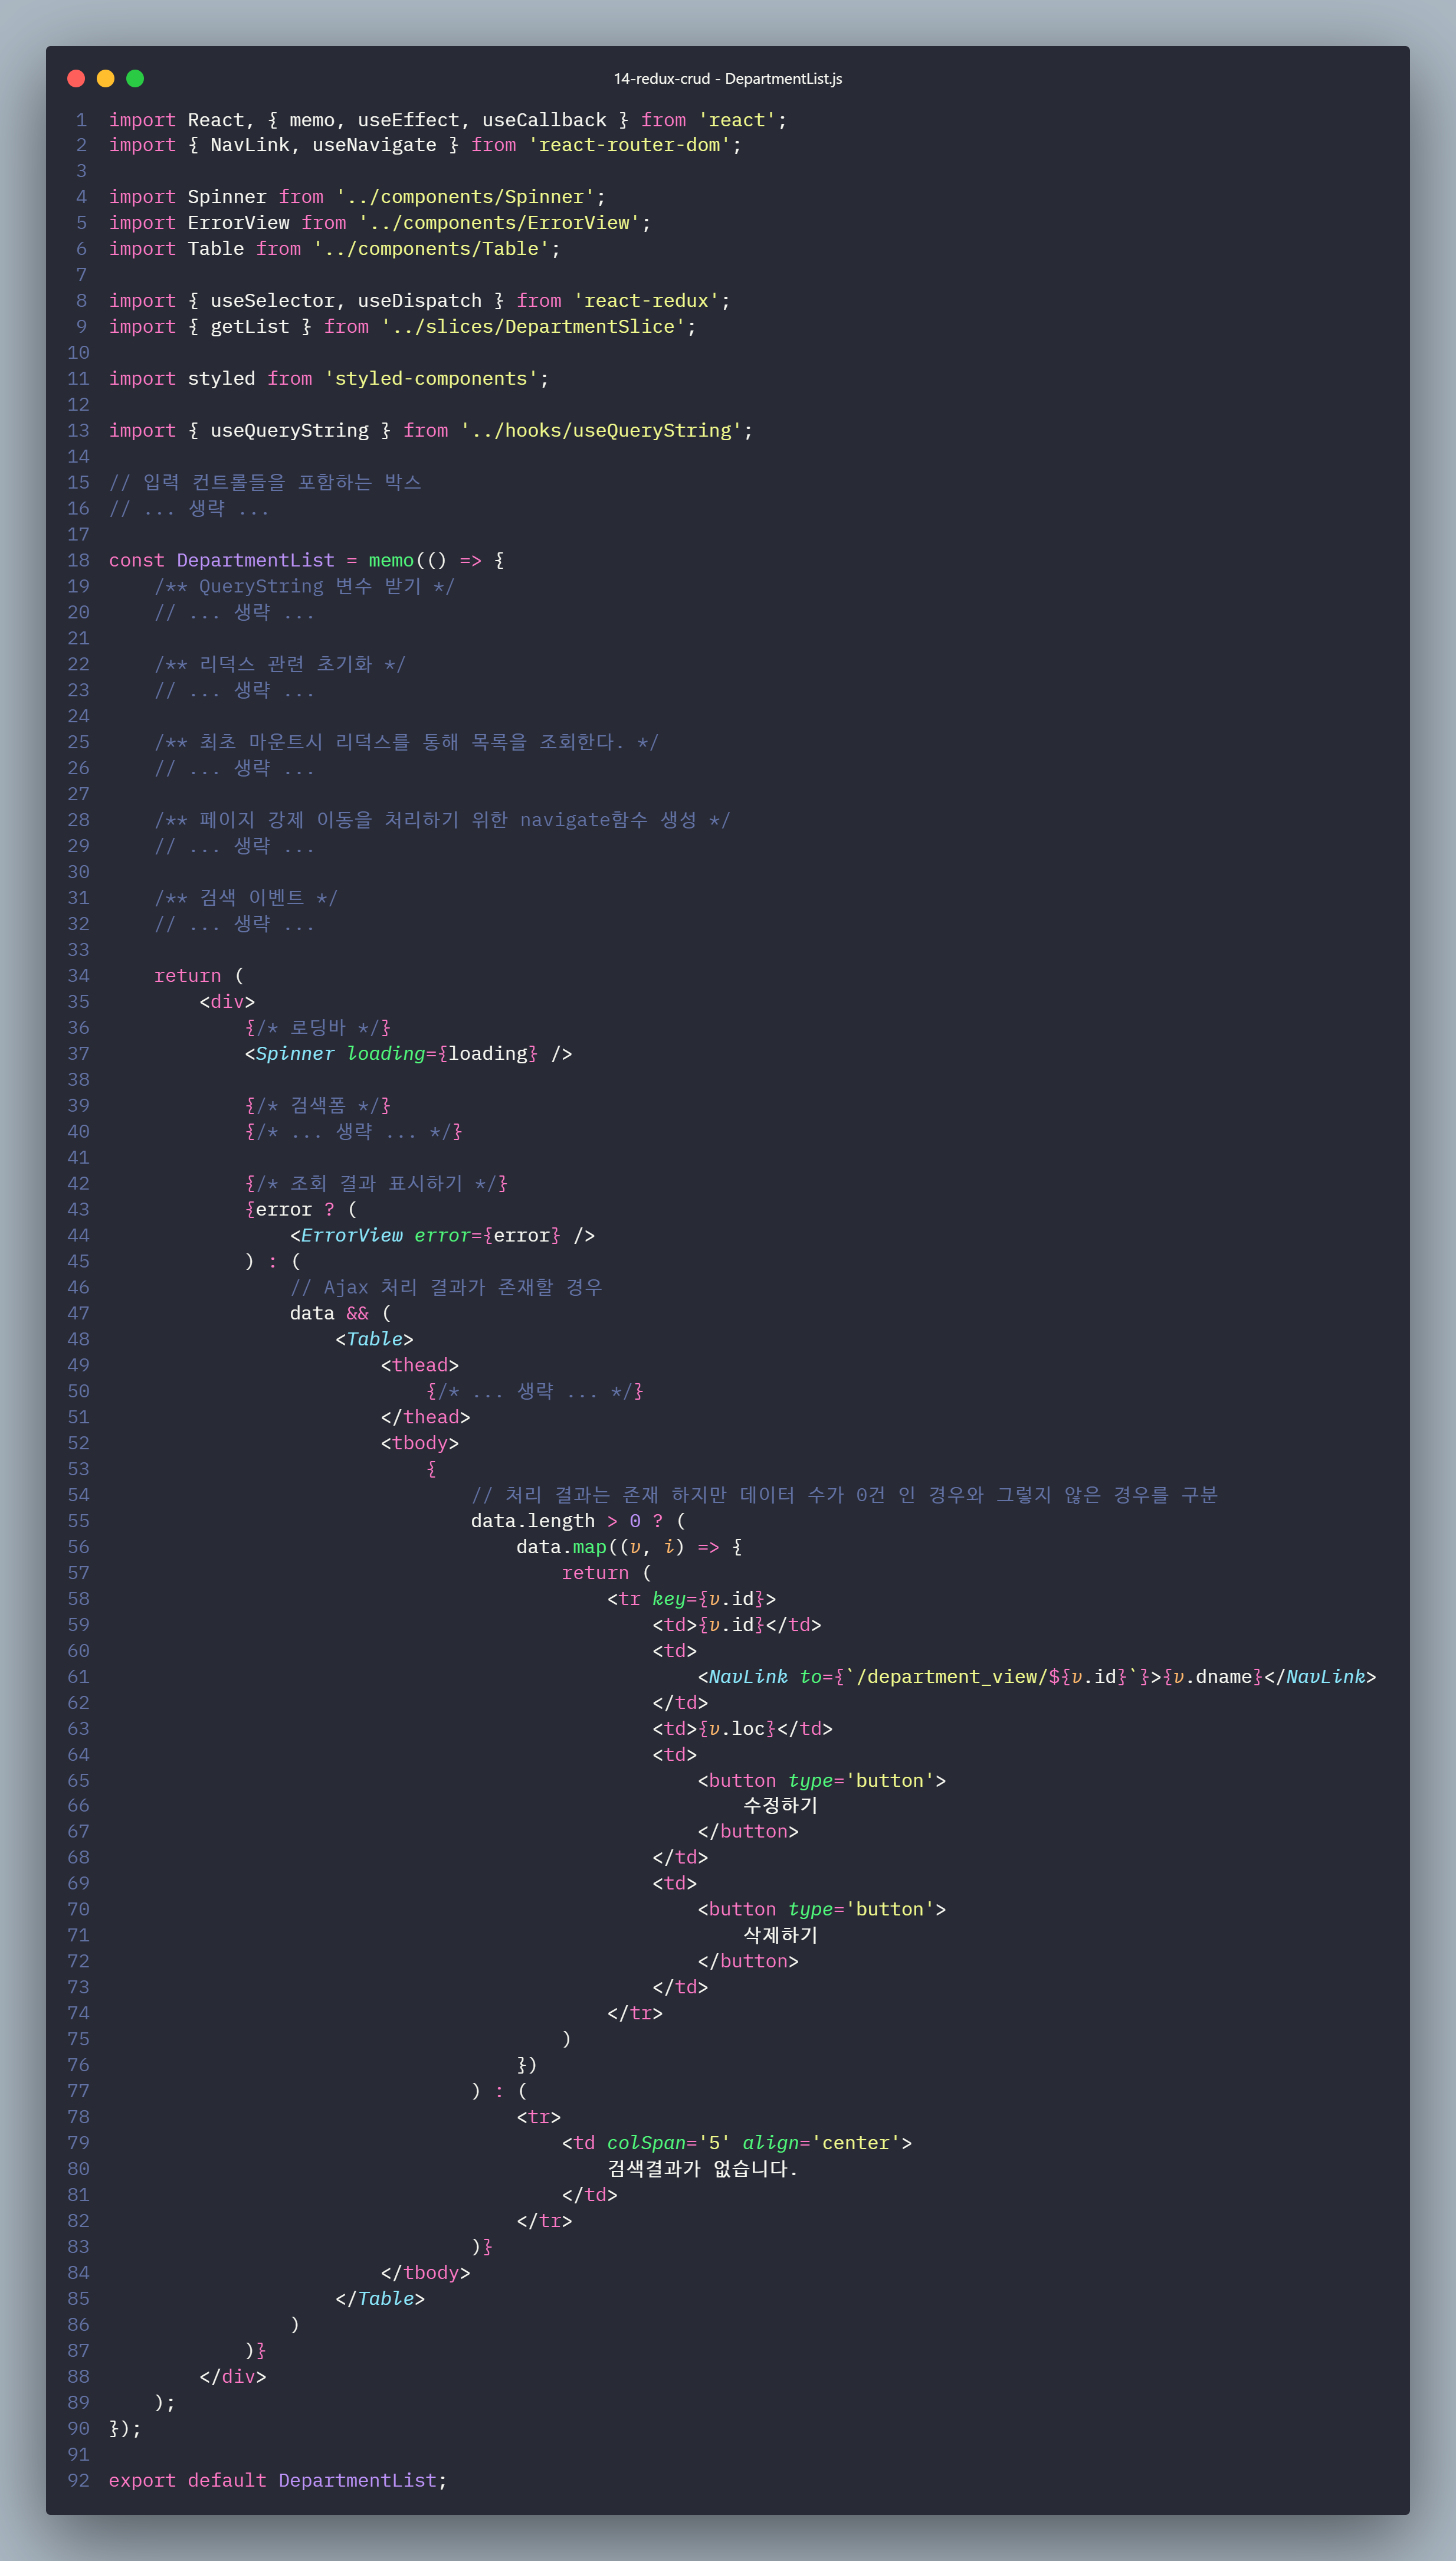 14-redux-crud - DepartmentList.js
1 import React, { memo, useEffect, useCallback } from 'react';
2 import { NavLink, useNavigate } from 'react-router-dom';
3
4 import Spinner from '../components/Spinner';
5 import ErrorView from '../components/ErrorView';
6 import Table from '../components/Table';
7
8 import { useSelector, useDispatch } from 'react-redux';
9 import { getList } from '../slices/DepartmentSlice';
10
11 import styled from 'styled-components';
12
13 import { useQueryString } from '../hooks/useQueryString';
14
15 // 입력 컨트롤들을 포함하는 박스
16 // ... 생략 ...
17
18 const DepartmentList = memo(() => {
19     /** QueryString 변수 받기 */
20     // ... 생략 ...
21
22     /** 리덕스 관련 초기화 */
23     // ... 생략 ...
24
25     /** 최초 마운트시 리덕스를 통해 목록을 조회한다. */
26     // ... 생략 ...
27
28     /** 페이지 강제 이동을 처리하기 위한 navigate함수 생성 */
29     // ... 생략 ...
30
31     /** 검색 이벤트 */
32     // ... 생략 ...
33
34     return (
35         <div>
36             {/* 로딩바 */}
37             <Spinner loading={loading} />
38
39             {/* 검색폼 */}
40             {/* ... 생략 ... */}
41
42             {/* 조회 결과 표시하기 */}
43             {error ? (
44                 <ErrorView error={error} />
45             ) : (
46                 // Ajax 처리 결과가 존재할 경우
47                 data && (
48                     <Table>
49                         <thead>
50                             {/* ... 생략 ... */}
51                         </thead>
52                         <tbody>
53                             {
54                                 // 처리 결과는 존재 하지만 데이터 수가 0건 인 경우와 그렇지 않은 경우를 구분
55                                 data.length > 0 ? (
56                                     data.map((v, i) => {
57                                         return (
58                                             <tr key={v.id}>
59                                                 <td>{v.id}</td>
60                                                 <td>
61                                                     <NavLink to={`/department_view/${v.id}`}>{v.dname}</NavLink>
62                                                 </td>
63                                                 <td>{v.loc}</td>
64                                                 <td>
65                                                     <button type='button'>
66                                                         수정하기
67                                                     </button>
68                                                 </td>
69                                                 <td>
70                                                     <button type='button'>
71                                                         삭제하기
72                                                     </button>
73                                                 </td>
74                                             </tr>
75                                         )
76                                     })
77                                 ) : (
78                                     <tr>
79                                         <td colSpan='5' align='center'>
80                                             검색결과가 없습니다.
81                                         </td>
82                                     </tr>
83                                 )}
84                         </tbody>
85                     </Table>
86                 )
87             )}
88         </div>
89     );
90 });
91
92 export default DepartmentList;